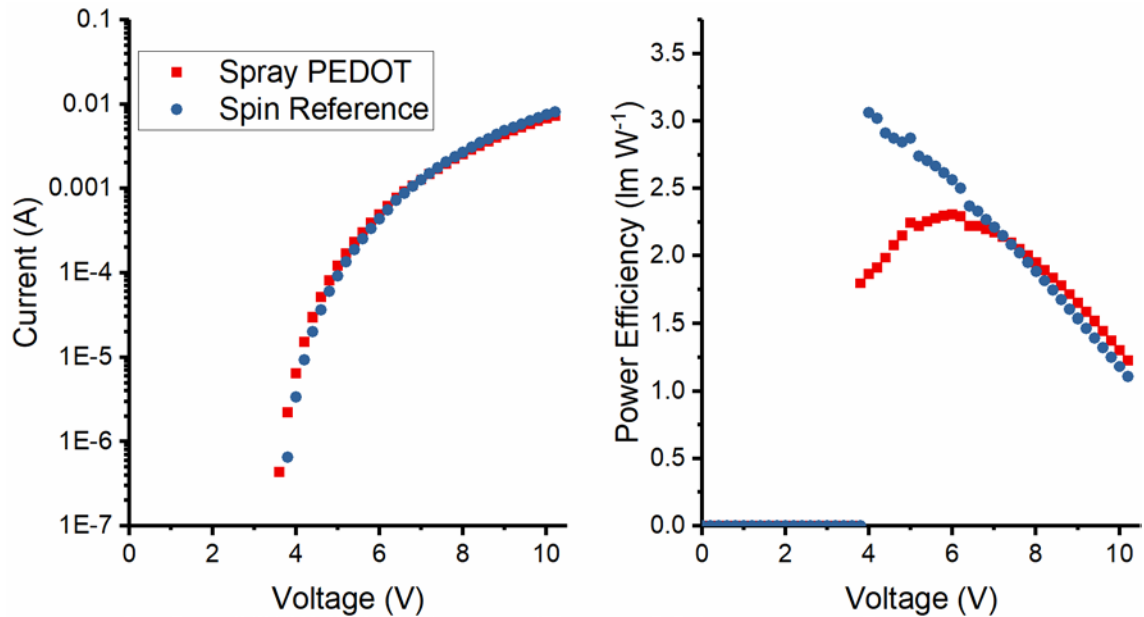 0.1
0.01
0.001
1E-4
1E-5
1E-6
1E-7
Current (A)
Spray PEDOT
Spin Reference
0 2 4 6 8 10
Voltage (V)
3.5
3.0
2.5
2.0
1.5
1.0
0.5
0.0
Power Efficiency (lm W⁻¹)
0 2 4 6 8 10
Voltage (V)